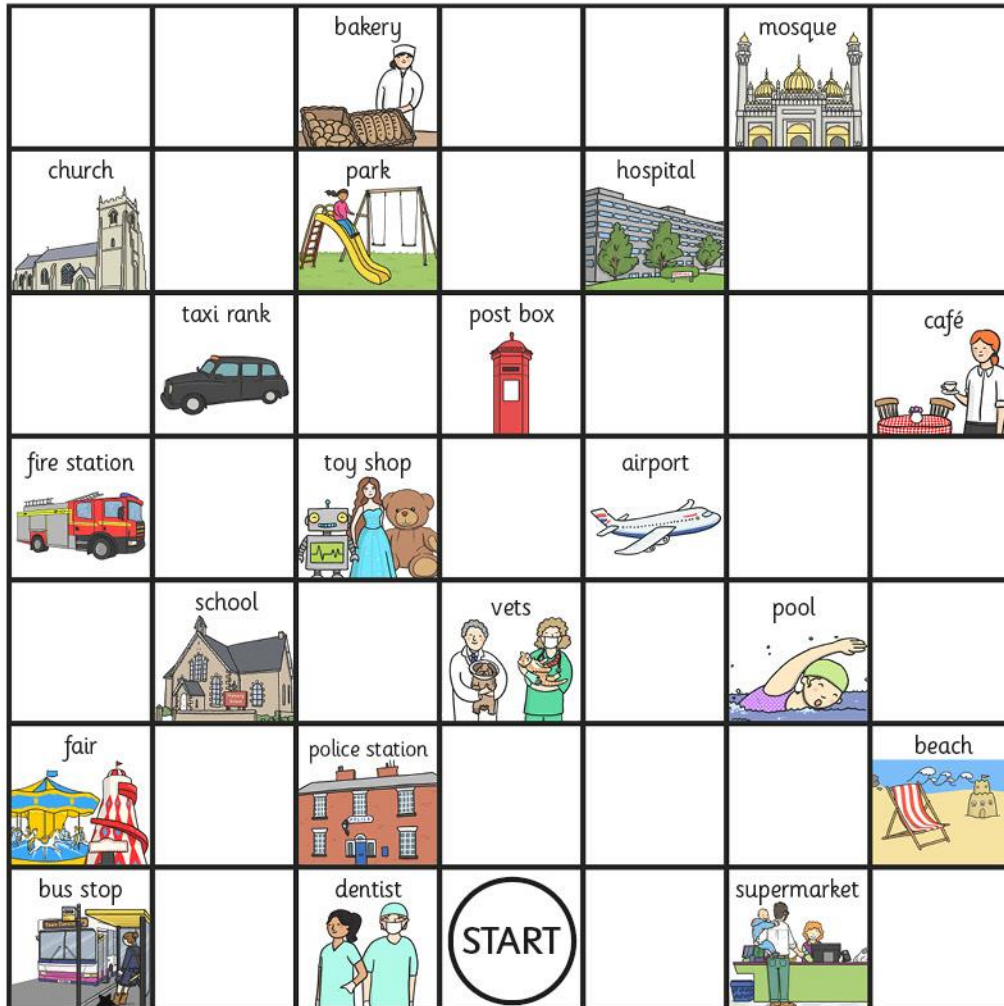 bakery
mosque
church
park
hospital
taxi rank
post box
café
fire station
toy shop
airport
school
vets
pool
fair
police station
beach
bus stop
dentist
START
supermarket